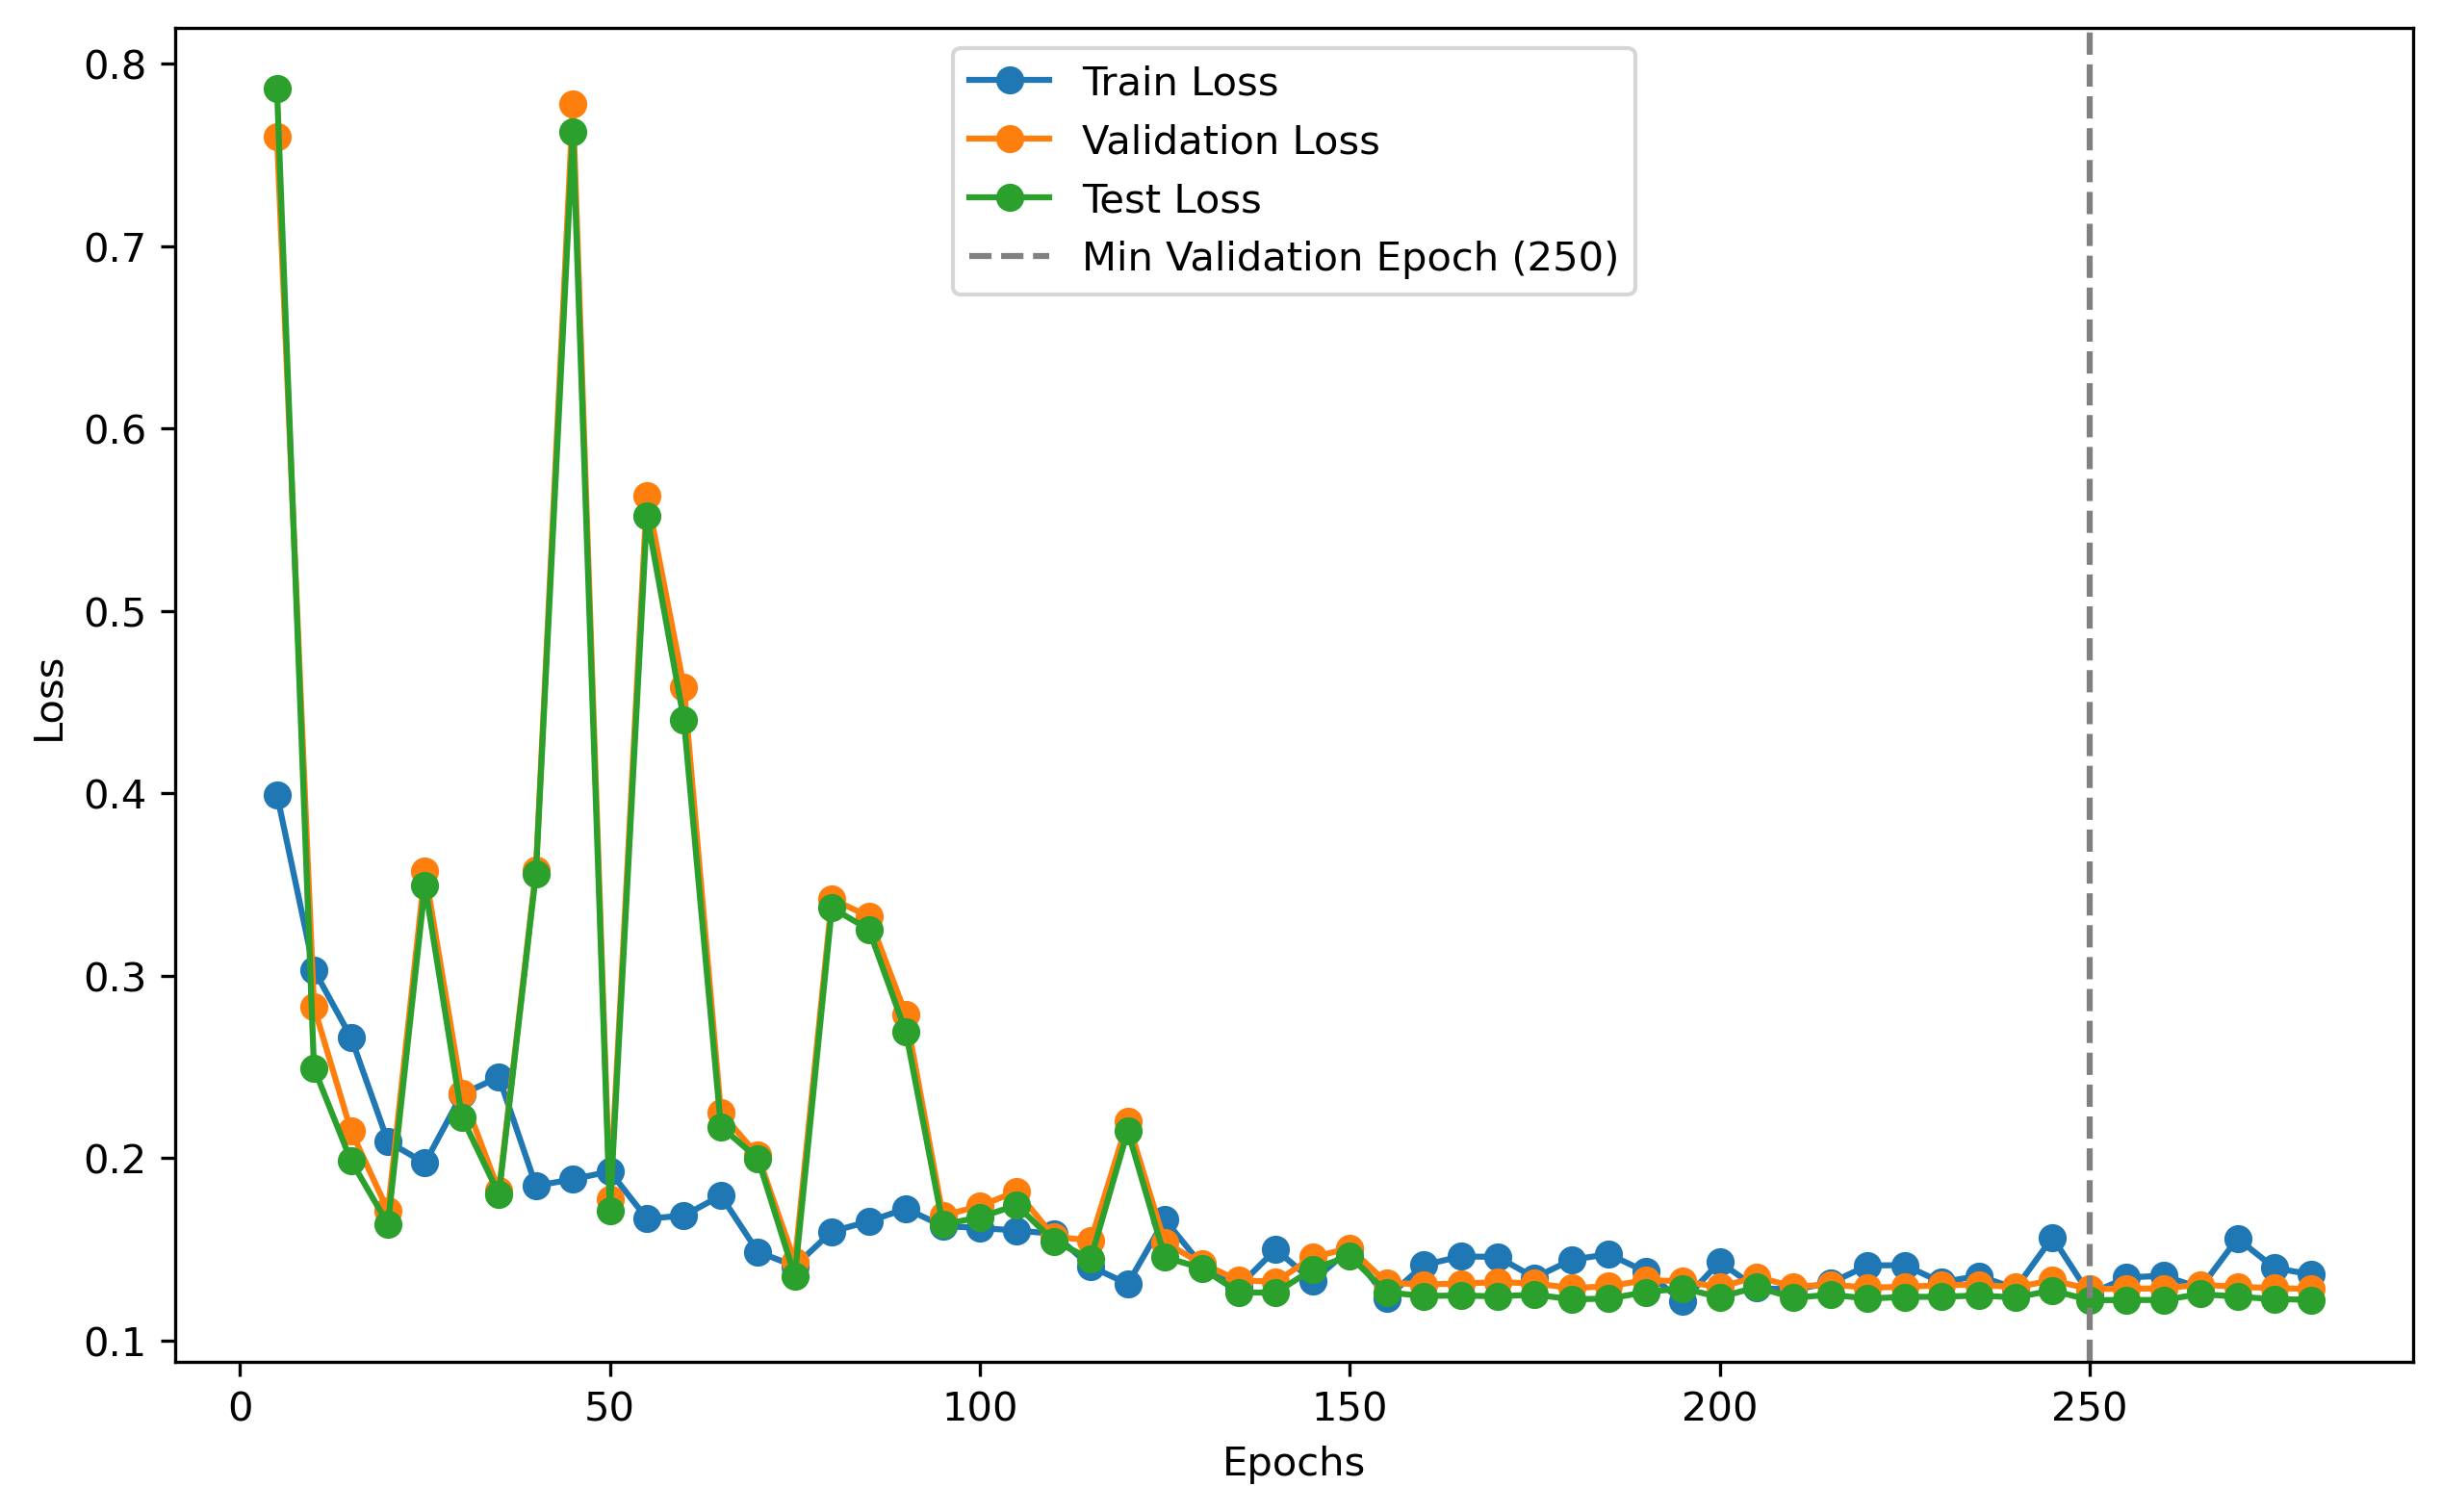 Train Loss
Validation Loss
Test Loss
Min Validation Epoch (250)
0.8
0.7
0.6
0.5
0.4
0.3
0.2
0.1
Loss
0 50 100 150 200 250
Epochs